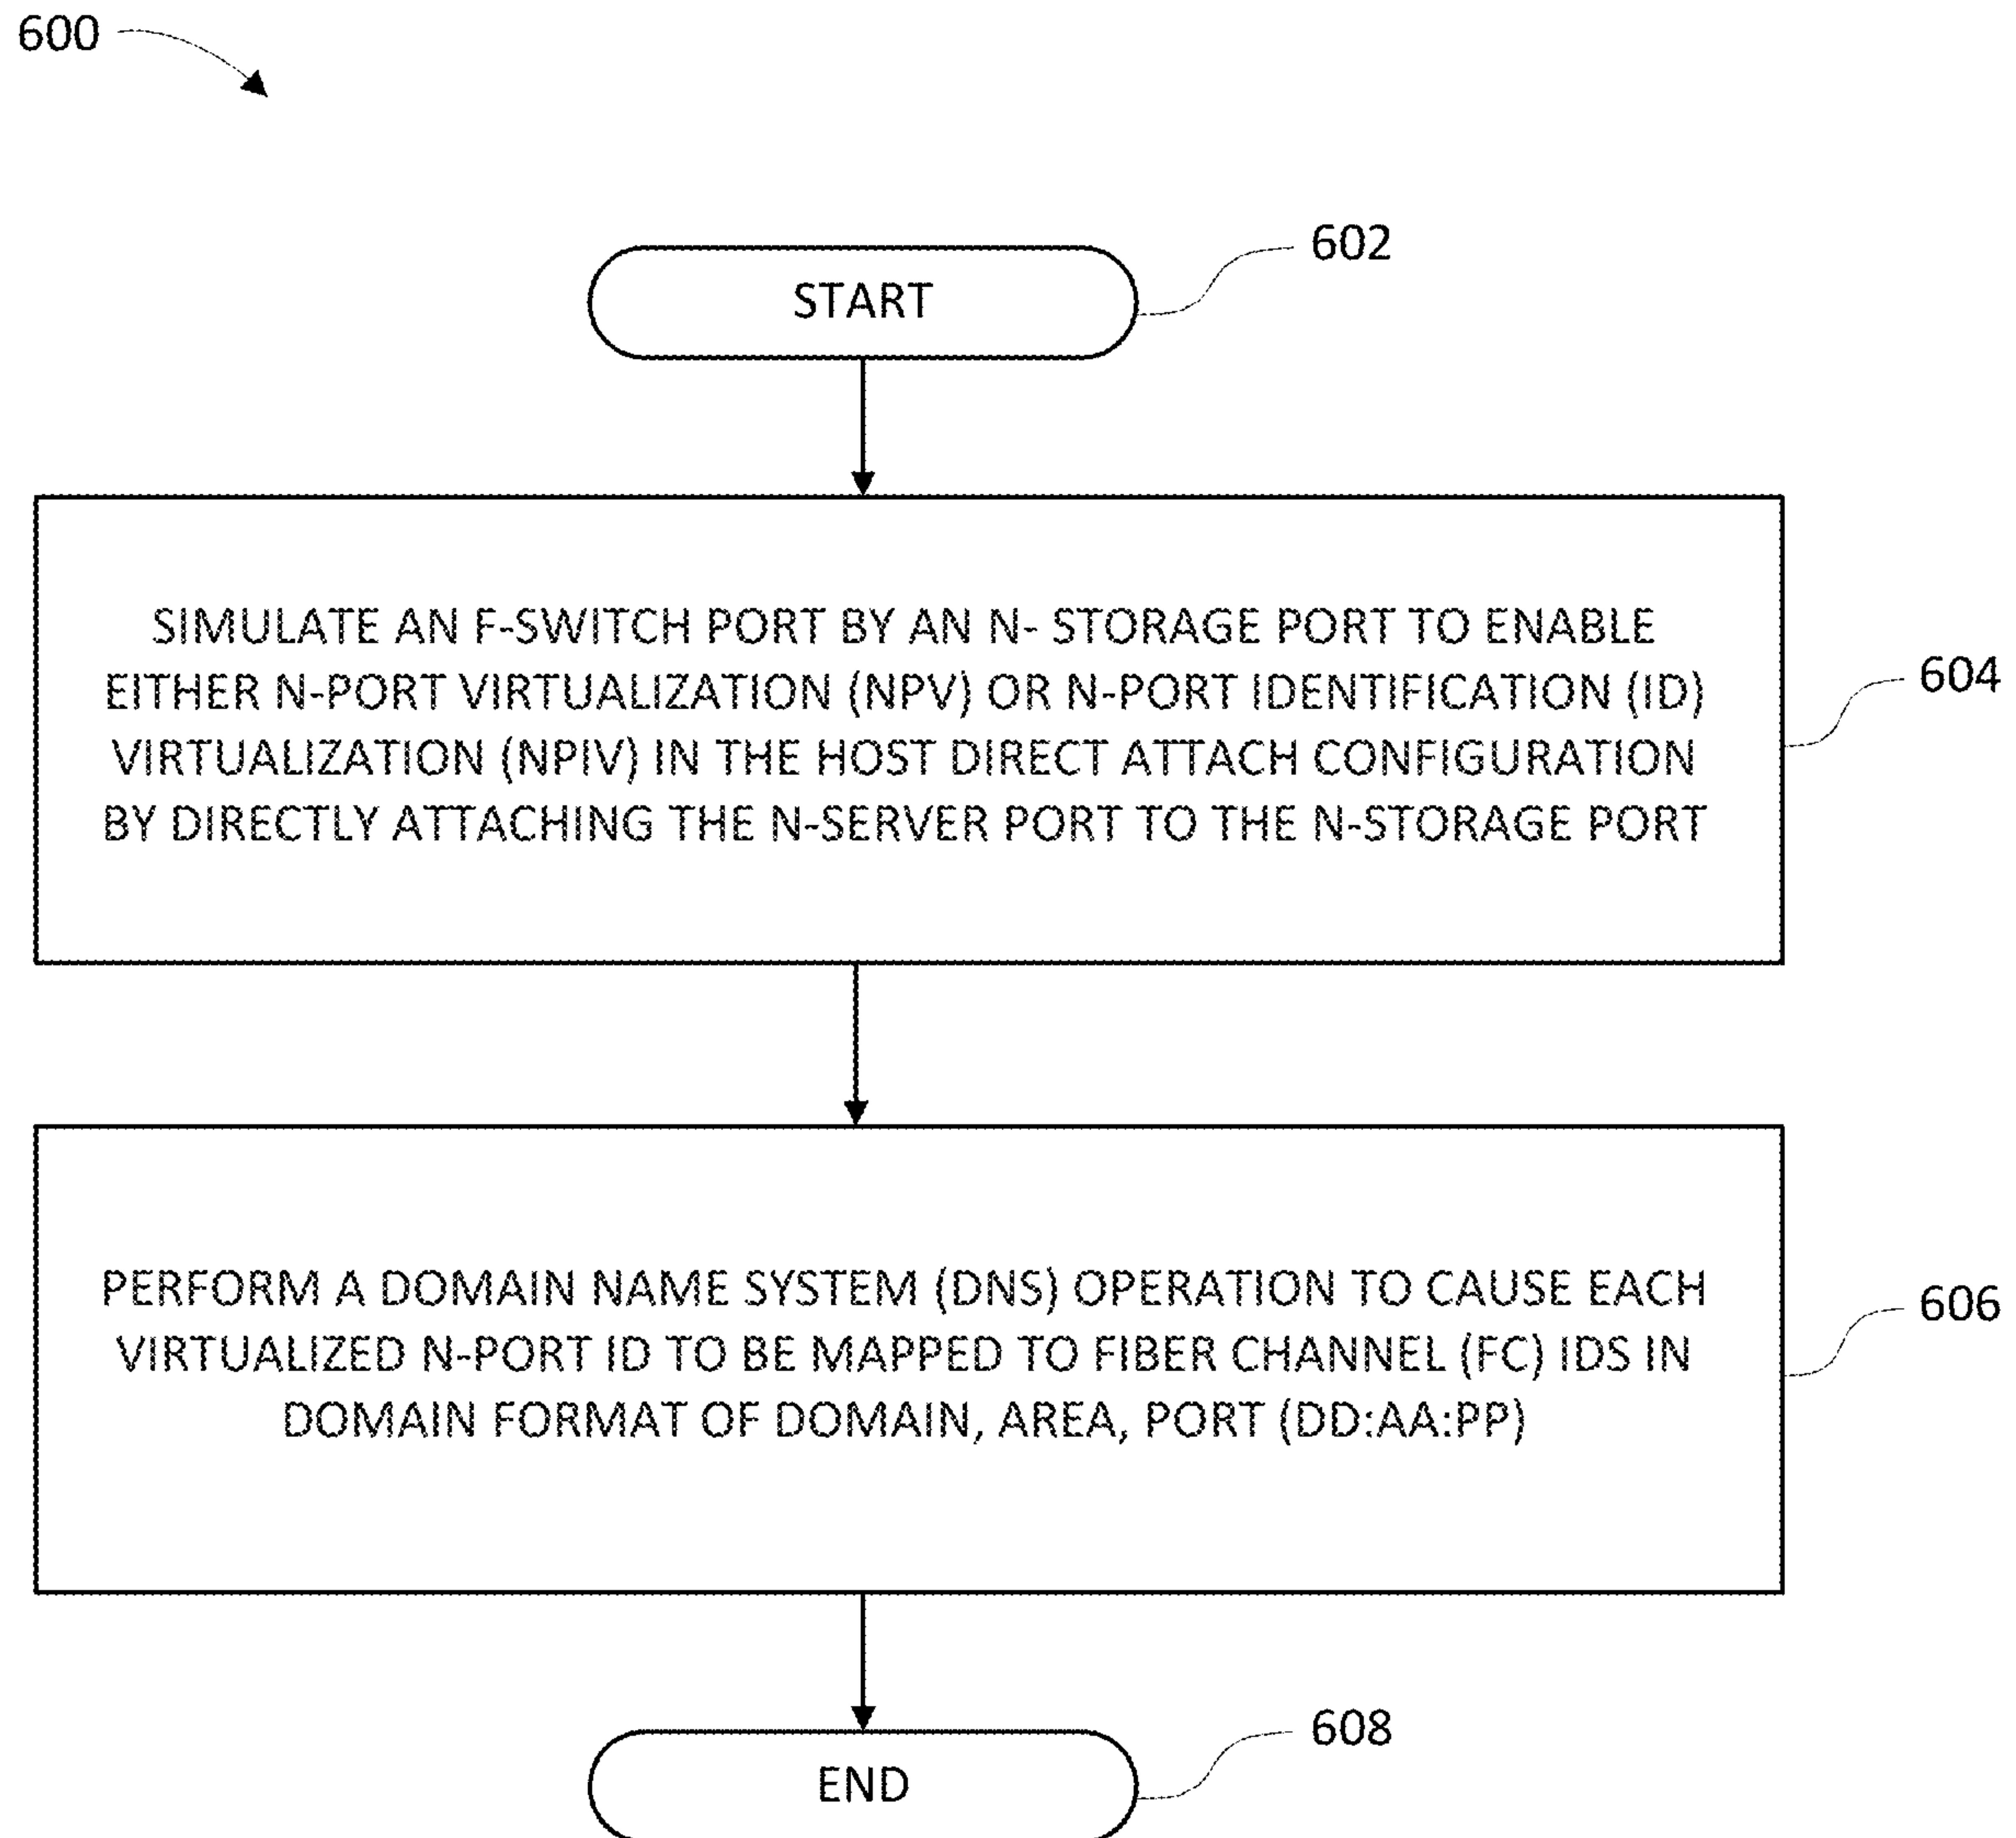 600
602
START
SIMULATE AN F-SWITCH PORT BY AN N- STORAGE PORT TO ENABLE
EITHER N-PORT VIRTUALIZATION (NPV) OR N-PORT IDENTIFICATION (ID)
VIRTUALIZATION (NPIV) IN THE HOST DIRECT ATTACH CONFIGURATION
BY DIRECTLY ATTACHING THE N-SERVER PORT TO THE N-STORAGE PORT
604
PERFORM A DOMAIN NAME SYSTEM (DNS) OPERATION TO CAUSE EACH
VIRTUALIZED N-PORT ID TO BE MAPPED TO FIBER CHANNEL (FC) IDS IN
DOMAIN FORMAT OF DOMAIN, AREA, PORT (DD:AA:PP)
606
608
END